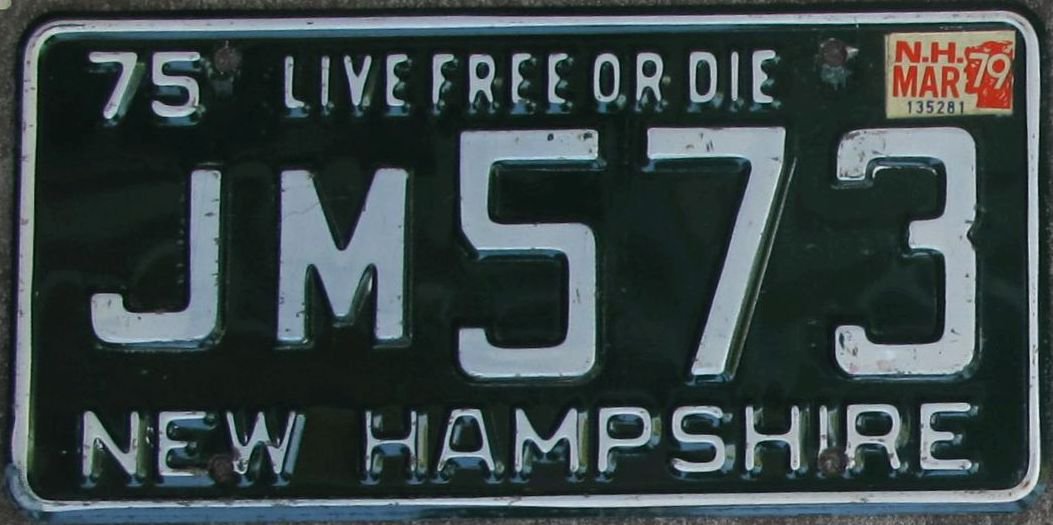 75 LIVE FREE OR DIE
N.H.
MAR 79
135281
JM573
NEW HAMPSHIRE